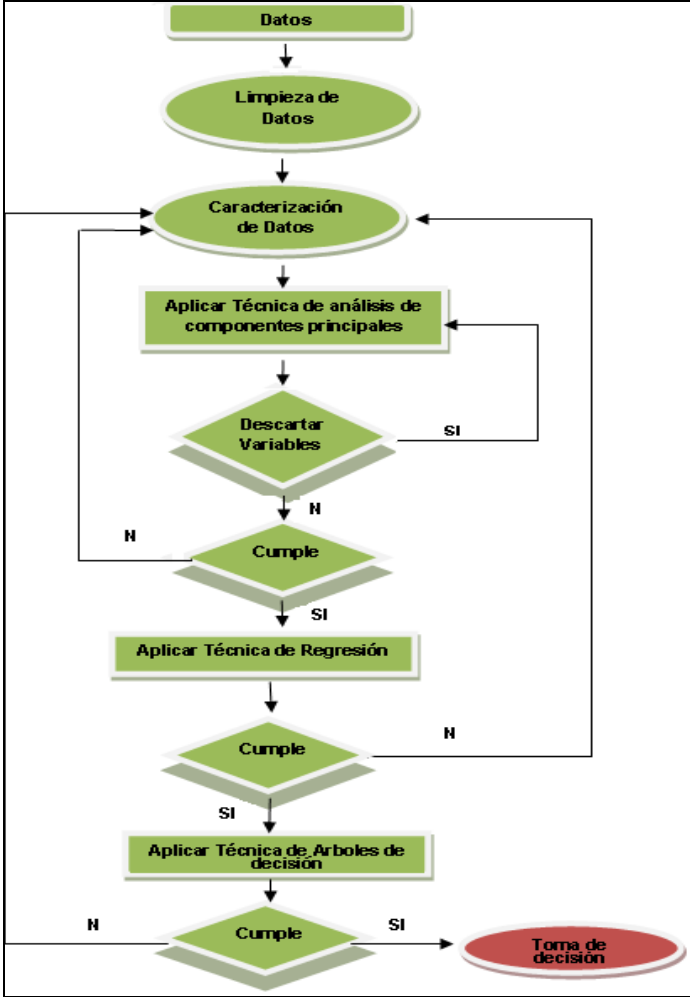 Datos
Limpieza de
Datos
Caracterización
de Datos
Aplicar Técnica de análisis de
componentes principales
Descartar
Variables
SI
N
N
Cumple
SI
Aplicar Técnica de Regresión
N
Cumple
SI
Aplicar Técnica de Arboles de
decisión
N
Cumple
SI
Toma de
decisión